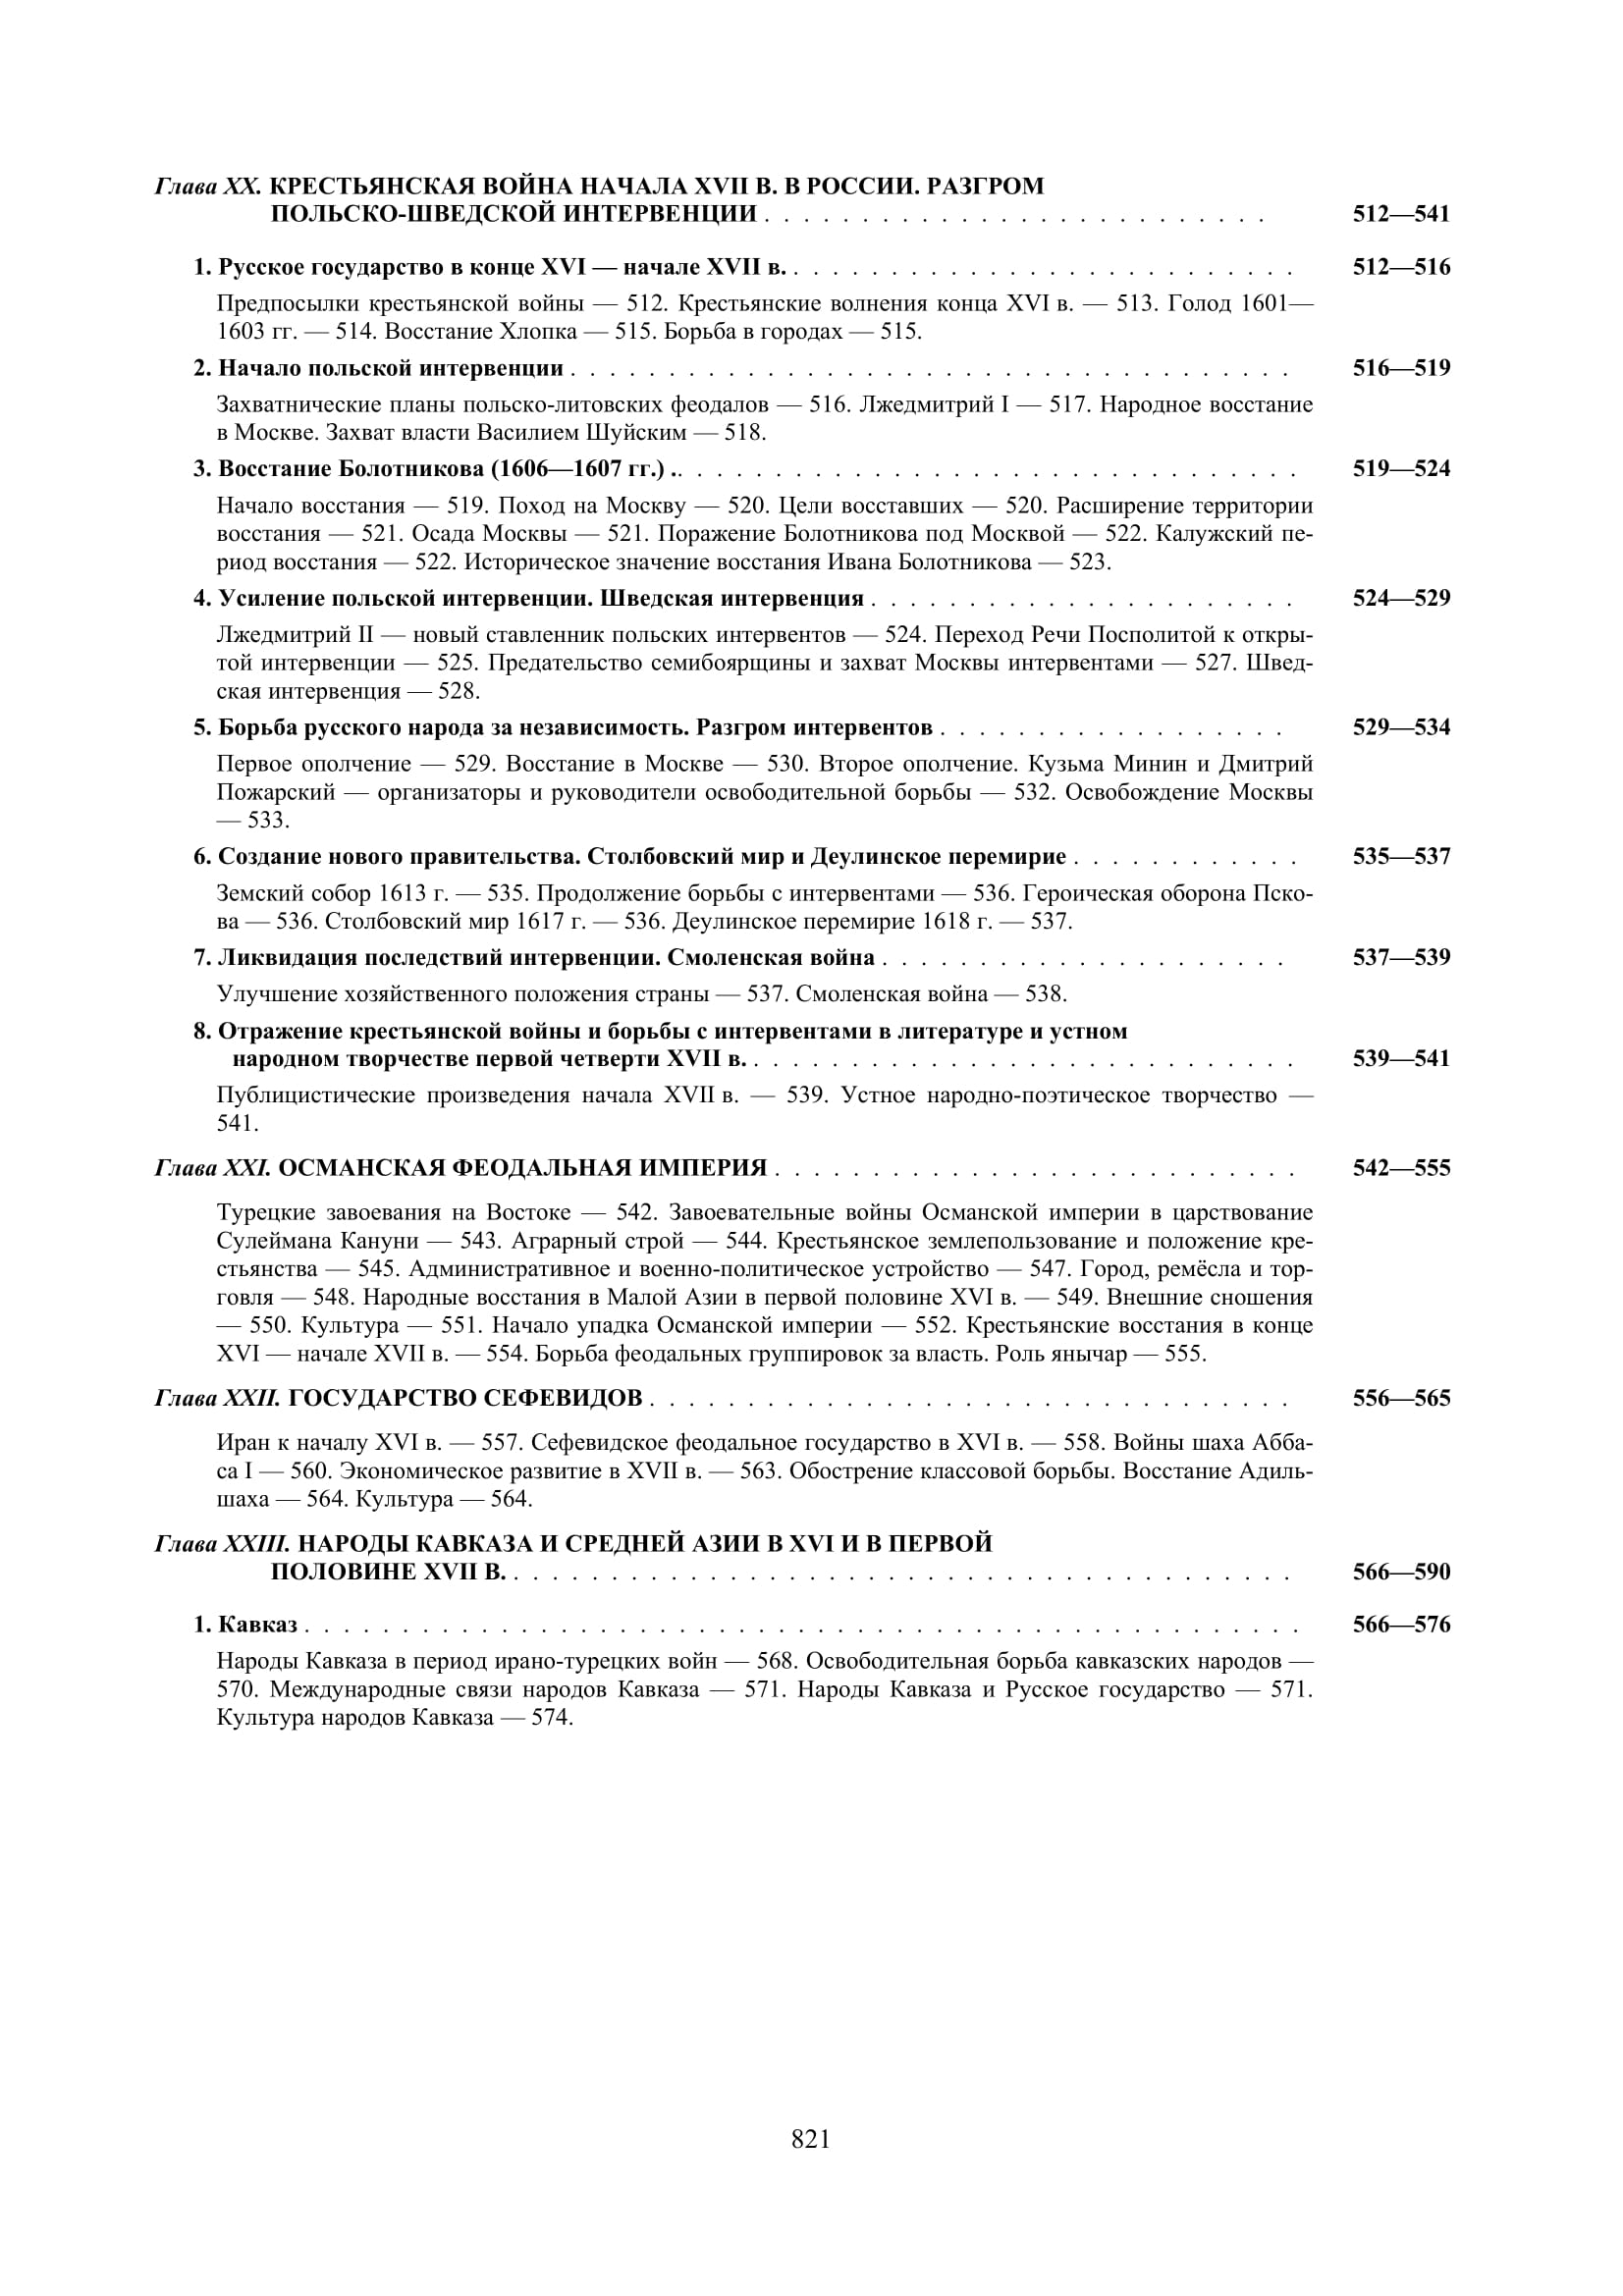 Глава XX. КРЕСТЬЯНСКАЯ ВОЙНА НАЧАЛА XVII В. В РОССИИ. РАЗГРОМ
ПОЛЬСКО-ШВЕДСКОЙ ИНТЕРВЕНЦИИ . . . . . . . . . . . . . . . . . . . . . . . . . . 512—541
1. Русское государство в конце XVI — начале XVII в. . . . . . . . . . . . . . . . . . . . . . . . . . . 512—516
Предпосылки крестьянской войны — 512. Крестьянские волнения конца XVI в. — 513. Голод 1601—
1603 гг. — 514. Восстание Хлопка — 515. Борьба в городах — 515.
2. Начало польской интервенции . . . . . . . . . . . . . . . . . . . . . . . . . . . . . . . . . . . . . 516—519
Захватнические планы польско-литовских феодалов — 516. Лжедмитрий I — 517. Народное восстание
в Москве. Захват власти Василием Шуйским — 518.
3. Восстание Болотникова (1606—1607 гг.) . . . . . . . . . . . . . . . . . . . . . . . . . . . . . . . . . 519—524
Начало восстания — 519. Поход на Москву — 520. Цели восставших — 520. Расширение территории
восстания — 521. Осада Москвы — 521. Поражение Болотникова под Москвой — 522. Калужский пе-
риод восстания — 522. Историческое значение восстания Ивана Болотникова — 523.
4. Усиление польской интервенции. Шведская интервенция . . . . . . . . . . . . . . . . . . . . . . 524—529
Лжедмитрий II — новый ставленник польских интервентов — 524. Переход Речи Посполитой к откры-
той интервенции — 525. Предательство семибоярщины и захват Москвы интервентами — 527. Швед-
ская интервенция — 528.
5. Борьба русского народа за независимость. Разгром интервентов . . . . . . . . . . . . . . . . . . 529—534
Первое ополчение — 529. Восстание в Москве — 530. Второе ополчение. Кузьма Минин и Дмитрий
Пожарский — организаторы и руководители освободительной борьбы — 532. Освобождение Москвы
— 533.
6. Создание нового правительства. Столбовский мир и Деулинское перемирие . . . . . . . . . . . . 535—537
Земский собор 1613 г. — 535. Продолжение борьбы с интервентами — 536. Героическая оборона Пско-
ва — 536. Столбовский мир 1617 г. — 536. Деулинское перемирие 1618 г. — 537.
7. Ликвидация последствий интервенции. Смоленская война . . . . . . . . . . . . . . . . . . . . . 537—539
Улучшение хозяйственного положения страны — 537. Смоленская война — 538.
8. Отражение крестьянской войны и борьбы с интервентами в литературе и устном
народном творчестве первой четверти XVII в. . . . . . . . . . . . . . . . . . . . . . . . . . . . . 539—541
Публицистические произведения начала XVII в. — 539. Устное народно-поэтическое творчество —
541.
Глава XXI. ОСМАНСКАЯ ФЕОДАЛЬНАЯ ИМПЕРИЯ . . . . . . . . . . . . . . . . . . . . . . . . . . . 542—555
Турецкие завоевания на Востоке — 542. Завоевательные войны Османской империи в царствование
Сулеймана Кануни — 543. Аграрный строй — 544. Крестьянское землепользование и положение кре-
стьянства — 545. Административное и военно-политическое устройство — 547. Город, ремёсла и тор-
говля — 548. Народные восстания в Малой Азии в первой половине XVI в. — 549. Внешние сношения
— 550. Культура — 551. Начало упадка Османской империи — 552. Крестьянские восстания в конце
XVI — начале XVII в. — 554. Борьба феодальных группировок за власть. Роль янычар — 555.
Глава XXII. ГОСУДАРСТВО СЕФЕВИДОВ . . . . . . . . . . . . . . . . . . . . . . . . . . . . . . . . . 556—565
Иран к началу XVI в. — 557. Сефевидское феодальное государство в XVI в. — 558. Войны шаха Абба-
са I — 560. Экономическое развитие в XVII в. — 563. Обострение классовой борьбы. Восстание Адиль-
шаха — 564. Культура — 564.
Глава XXIII. НАРОДЫ КАВКАЗА И СРЕДНЕЙ АЗИИ В XVI И В ПЕРВОЙ
ПОЛОВИНЕ XVII В. . . . . . . . . . . . . . . . . . . . . . . . . . . . . . . . . . . . . . . . . 566—590
1. Кавказ . . . . . . . . . . . . . . . . . . . . . . . . . . . . . . . . . . . . . . . . . . . . . . . . . . . 566—576
Народы Кавказа в период ирано-турецких войн — 568. Освободительная борьба кавказских народов —
570. Международные связи народов Кавказа — 571. Народы Кавказа и Русское государство — 571.
Культура народов Кавказа — 574.
821